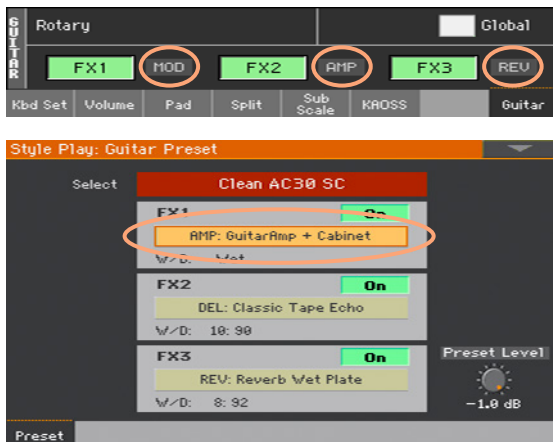 GUITAR
Rotary
Global
FX1 MOD FX2 AMP FX3 REV
Kbd Set Volume Pad Split Sub Scale KAOSS Guitar
Style Play: Guitar Preset
Select Clean AC30 SC
FX1 On
AMP: GuitarAmp + Cabinet
W/D: Wet
FX2 On
DEL: Classic Tape Echo
W/D: 10:90
FX3 On
Preset Level
REV: Reverb Wet Plate
W/D: 8:92
-1.0 dB
Preset